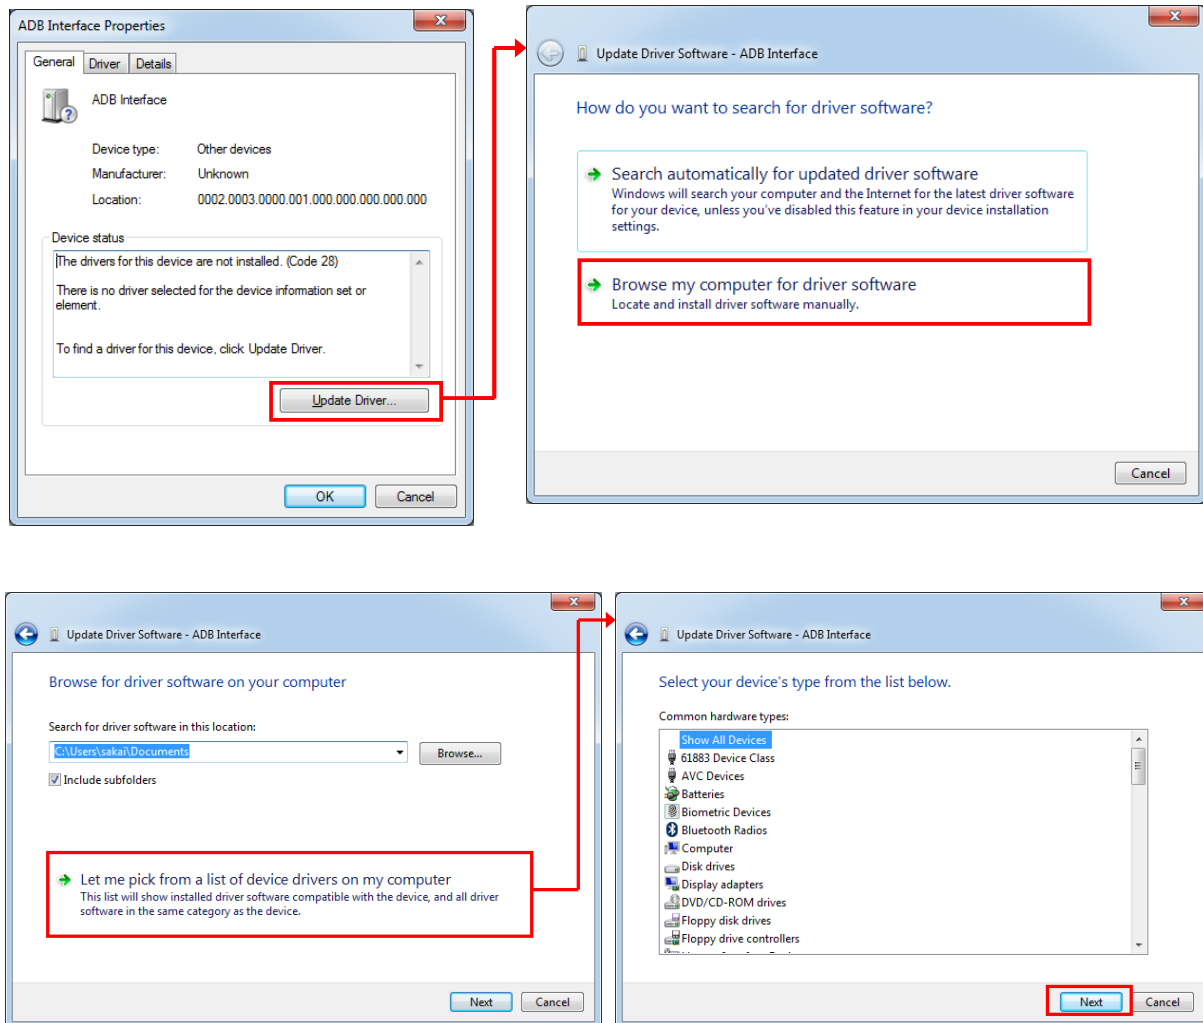 ADB Interface Properties
General Driver Details
ADB Interface
Device type: Other devices
Manufacturer: Unknown
Location: 0002.0003.0000.001.000.000.000.000.000
Device status
The drivers for this device are not installed. (Code 28)
There is no driver selected for the device information set or
element.
To find a driver for this device, click Update Driver.
Update Driver...
OK Cancel
Update Driver Software - ADB Interface
How do you want to search for driver software?
Search automatically for updated driver software
Windows will search your computer and the Internet for the latest driver software
for your device, unless you've disabled this feature in your device installation
settings.
Browse my computer for driver software
Locate and install driver software manually.
Cancel
Update Driver Software - ADB Interface
Browse for driver software on your computer
Search for driver software in this location:
C:\Users\sakai\Documents
Browse...
Include subfolders
Let me pick from a list of device drivers on my computer
This list will show installed driver software compatible with the device, and all driver
software in the same category as the device.
Next Cancel
Update Driver Software - ADB Interface
Select your device's type from the list below.
Common hardware types:
Show All Devices
61883 Device Class
AVC Devices
Batteries
Biometric Devices
Bluetooth Radios
Computer
Disk drives
Display adapters
DVD/CD-ROM drives
Floppy disk drives
Floppy drive controllers
Next Cancel